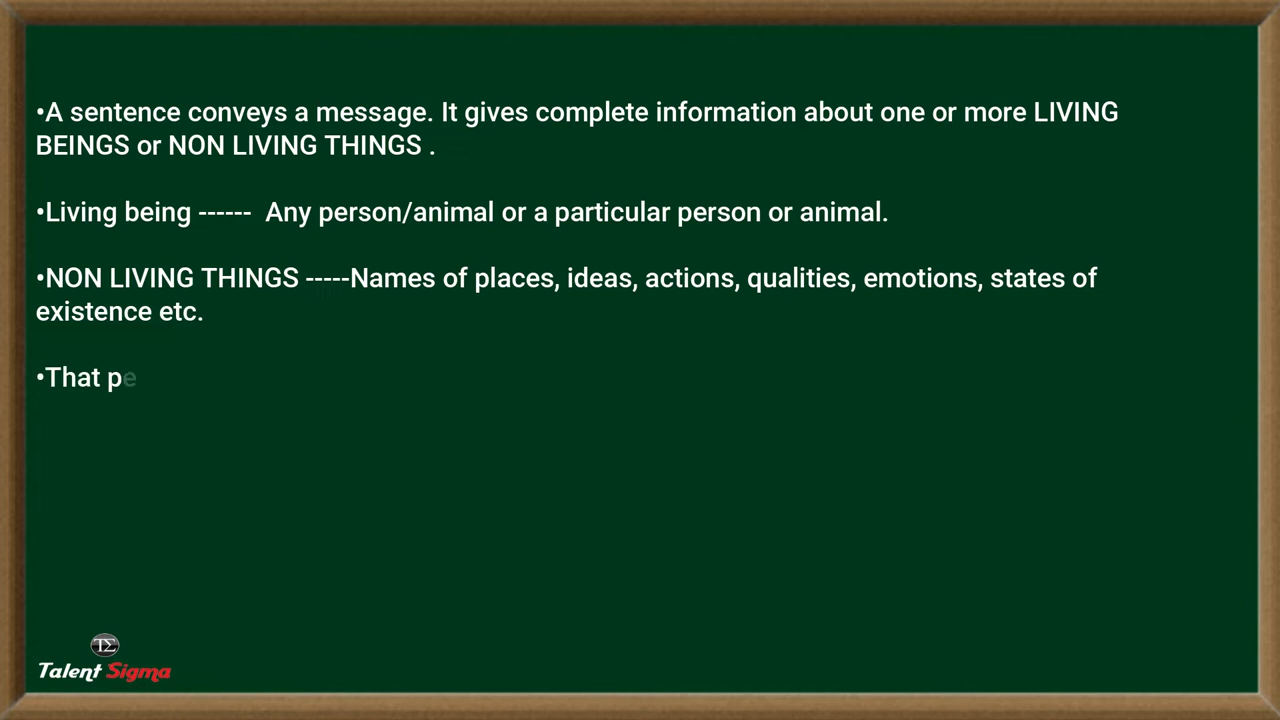 •A sentence conveys a message. It gives complete information about one or more LIVING
BEINGS or NON LIVING THINGS .
•Living being ------  Any person/animal or a particular person or animal.
•NON LIVING THINGS -----Names of places, ideas, actions, qualities, emotions, states of
existence etc.
•That pe
TΣ
Talent Sigma